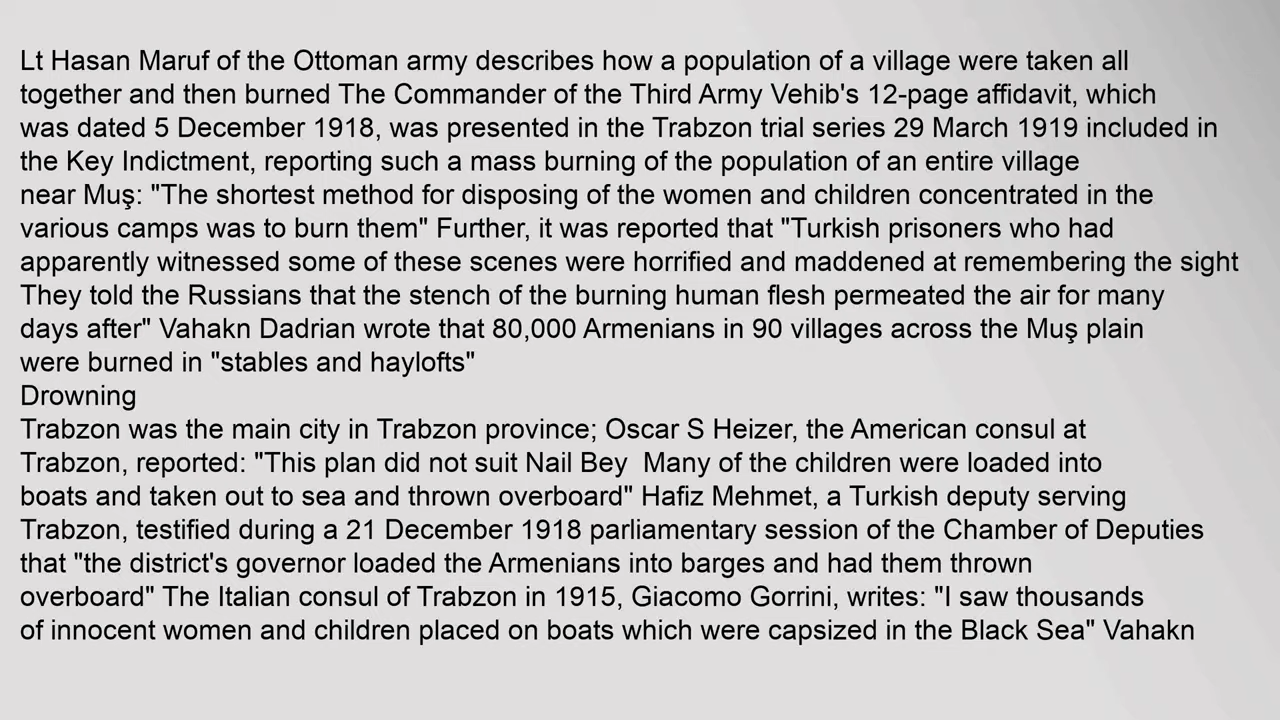 Lt Hasan Maruf of the Ottoman army describes how a population of a village were taken all
together and then burned The Commander of the Third Army Vehib's 12-page affidavit, which
was dated 5 December 1918, was presented in the Trabzon trial series 29 March 1919 included in
the Key Indictment, reporting such a mass burning of the population of an entire village
near Muş: "The shortest method for disposing of the women and children concentrated in the
various camps was to burn them" Further, it was reported that "Turkish prisoners who had
apparently witnessed some of these scenes were horrified and maddened at remembering the sight
They told the Russians that the stench of the burning human flesh permeated the air for many
days after" Vahakn Dadrian wrote that 80,000 Armenians in 90 villages across the Muş plain
were burned in "stables and haylofts"
Drowning
Trabzon was the main city in Trabzon province; Oscar S Heizer, the American consul at
Trabzon, reported: "This plan did not suit Nail Bey  Many of the children were loaded into
boats and taken out to sea and thrown overboard" Hafiz Mehmet, a Turkish deputy serving
Trabzon, testified during a 21 December 1918 parliamentary session of the Chamber of Deputies
that "the district's governor loaded the Armenians into barges and had them thrown
overboard" The Italian consul of Trabzon in 1915, Giacomo Gorrini, writes: "I saw thousands
of innocent women and children placed on boats which were capsized in the Black Sea" Vahakn